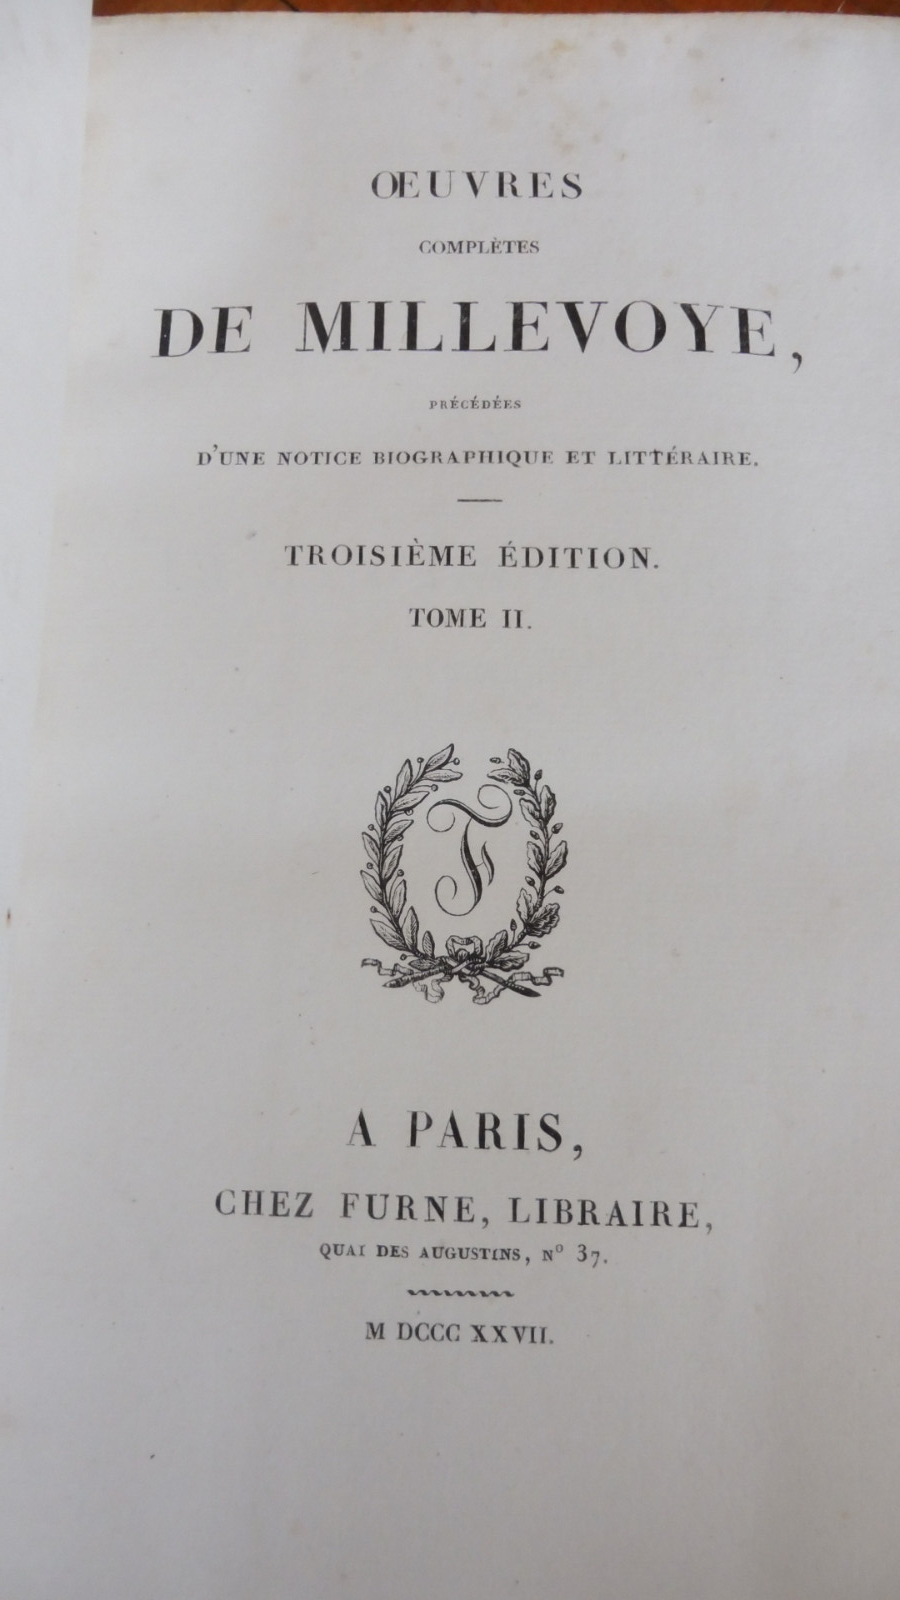 ŒUVRES
COMPLÈTES
DE MILLEVOYE,
PRÉCÉDÉES
D'UNE NOTICE BIOGRAPHIQUE ET LITTÉRAIRE.
TROISIÈME ÉDITION.
TOME II.
F
A PARIS,
CHEZ FURNE, LIBRAIRE,
QUAI DES AUGUSTINS, Nº 37.
M DCCC XXVII.